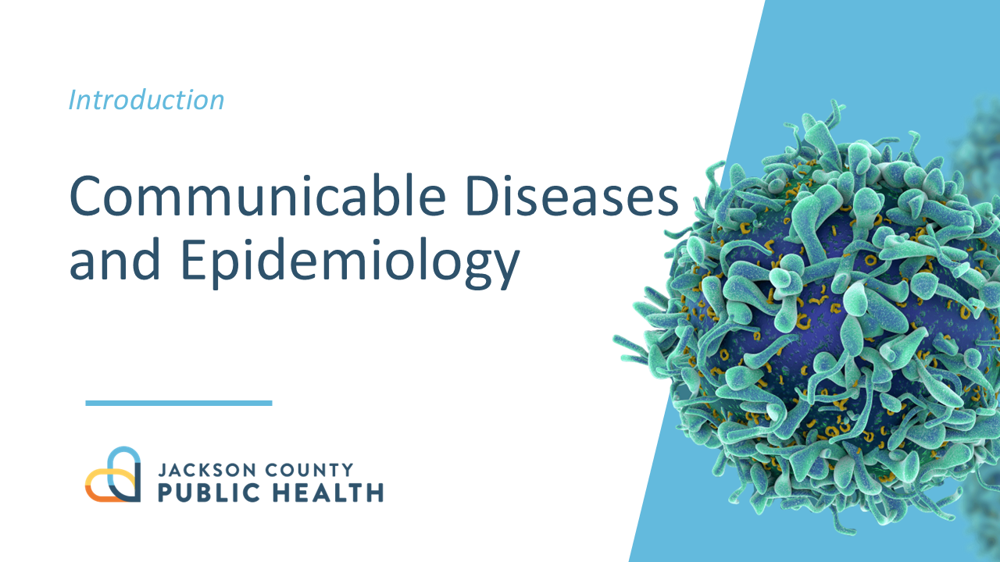 Introduction
Communicable Diseases
and Epidemiology
JACKSON COUNTY
PUBLIC HEALTH